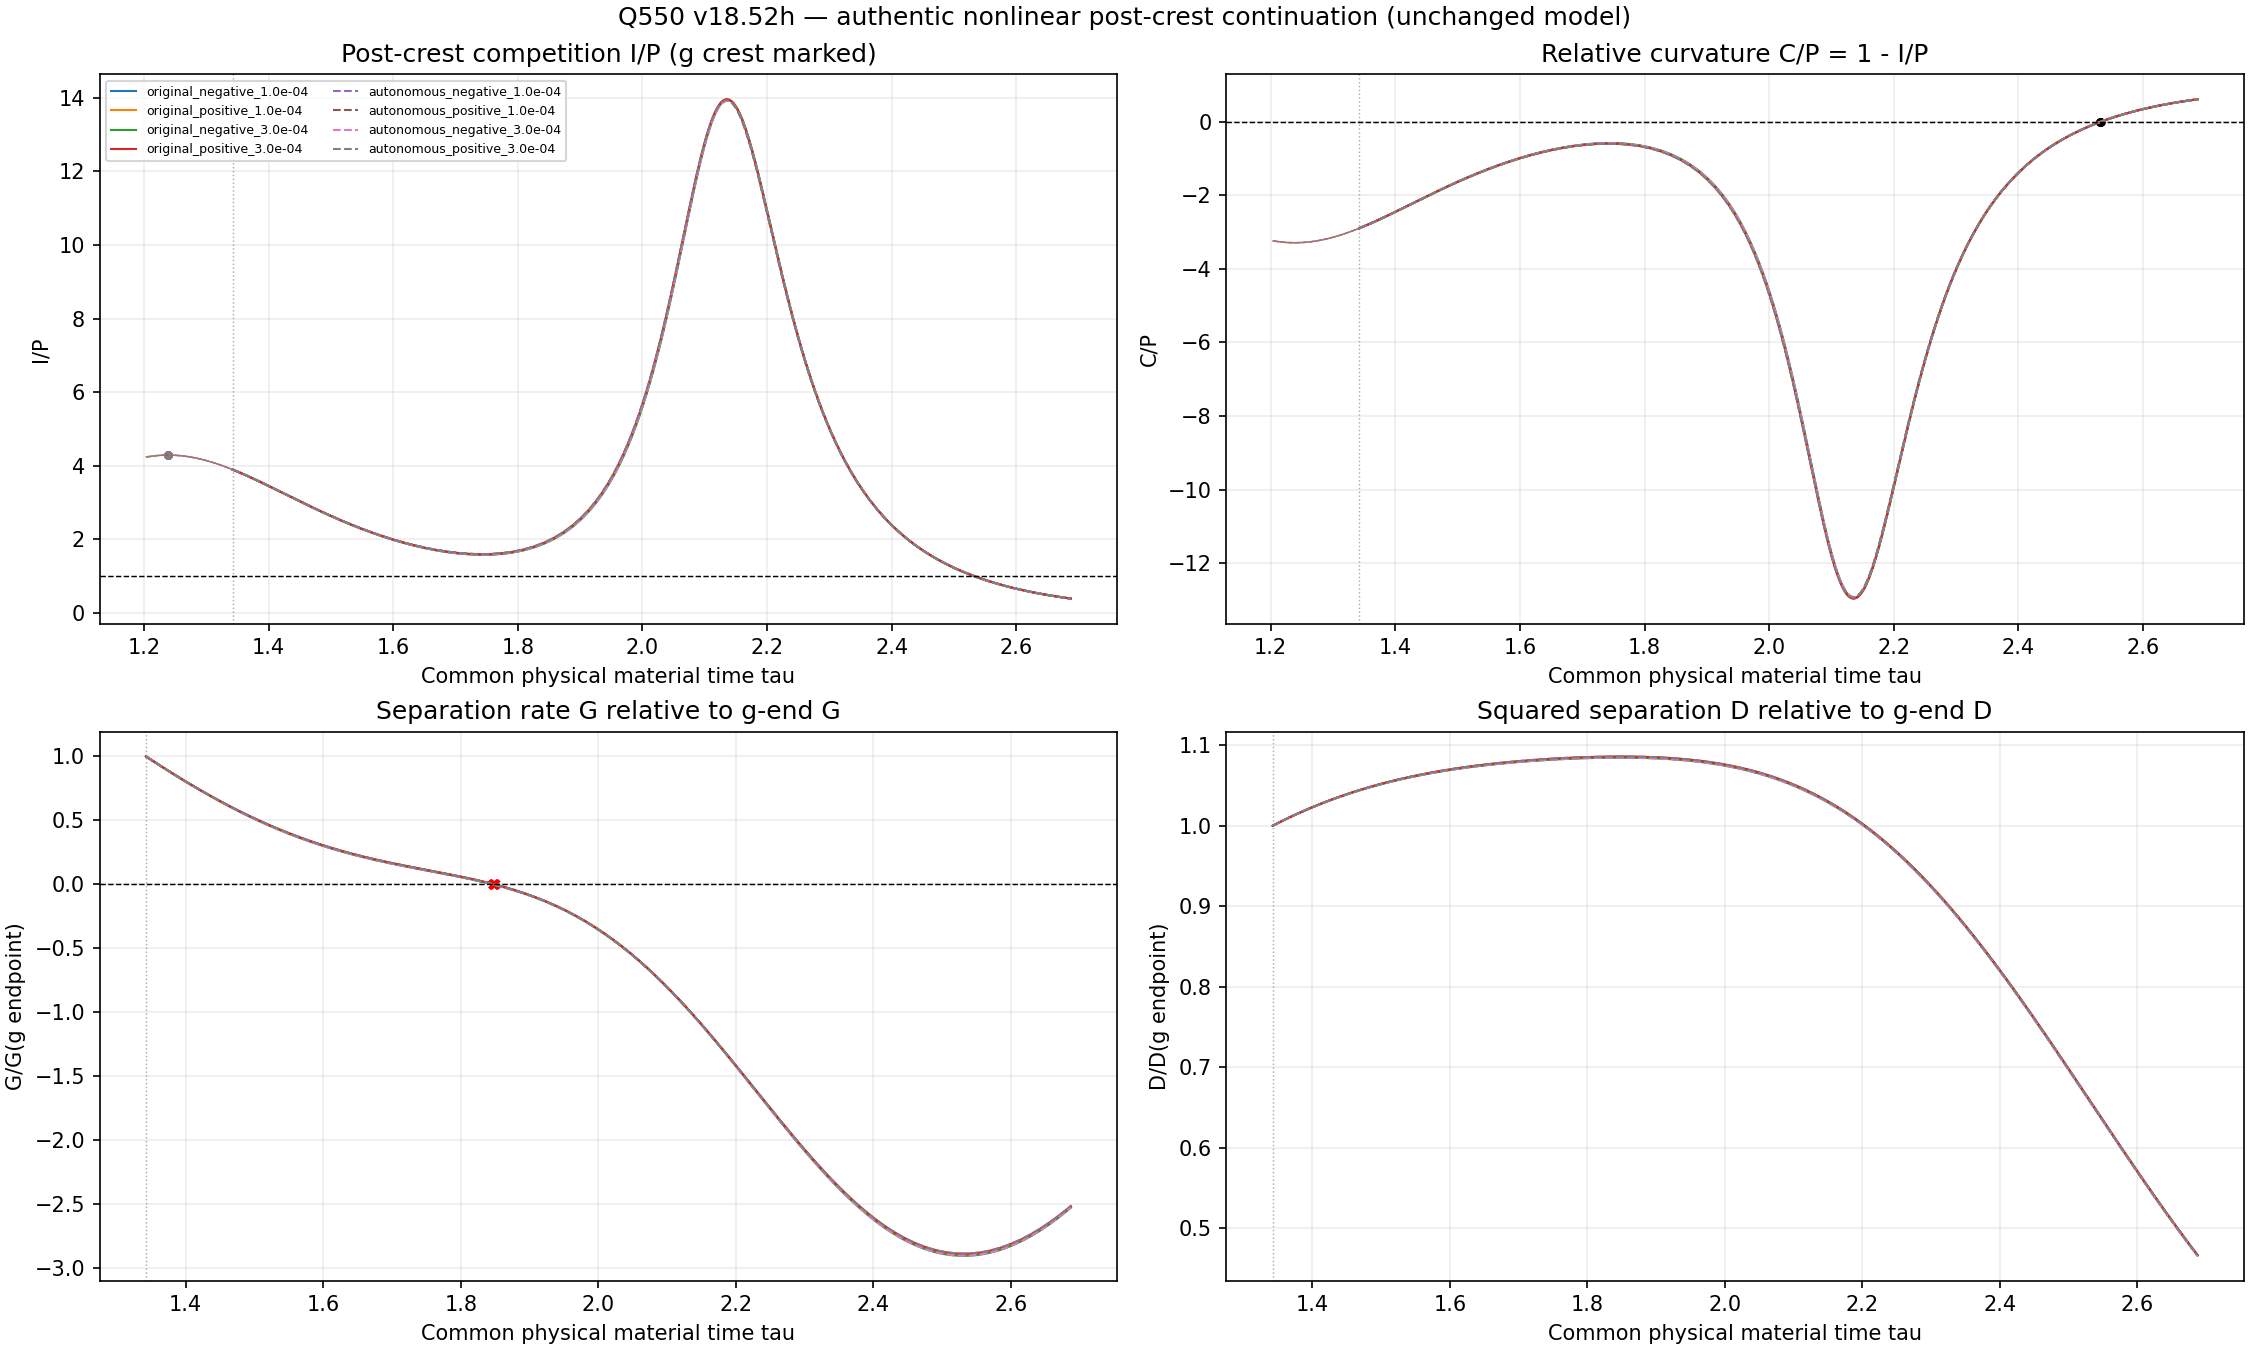 Q550 v18.52h — authentic nonlinear post-crest continuation (unchanged model)
Post-crest competition I/P (g crest marked)
original_negative_1.0e-04
original_positive_1.0e-04
original_negative_3.0e-04
original_positive_3.0e-04
autonomous_negative_1.0e-04
autonomous_positive_1.0e-04
autonomous_negative_3.0e-04
autonomous_positive_3.0e-04
I/P
14
12
10
8
6
4
2
0
1.2 1.4 1.6 1.8 2.0 2.2 2.4 2.6
Common physical material time tau
Relative curvature C/P = 1 - I/P
C/P
0
−2
−4
−6
−8
−10
−12
1.2 1.4 1.6 1.8 2.0 2.2 2.4 2.6
Common physical material time tau
Separation rate G relative to g-end G
G/G(g endpoint)
1.0
0.5
0.0
−0.5
−1.0
−1.5
−2.0
−2.5
−3.0
1.4 1.6 1.8 2.0 2.2 2.4 2.6
Common physical material time tau
Squared separation D relative to g-end D
D/D(g endpoint)
1.1
1.0
0.9
0.8
0.7
0.6
0.5
1.4 1.6 1.8 2.0 2.2 2.4 2.6
Common physical material time tau